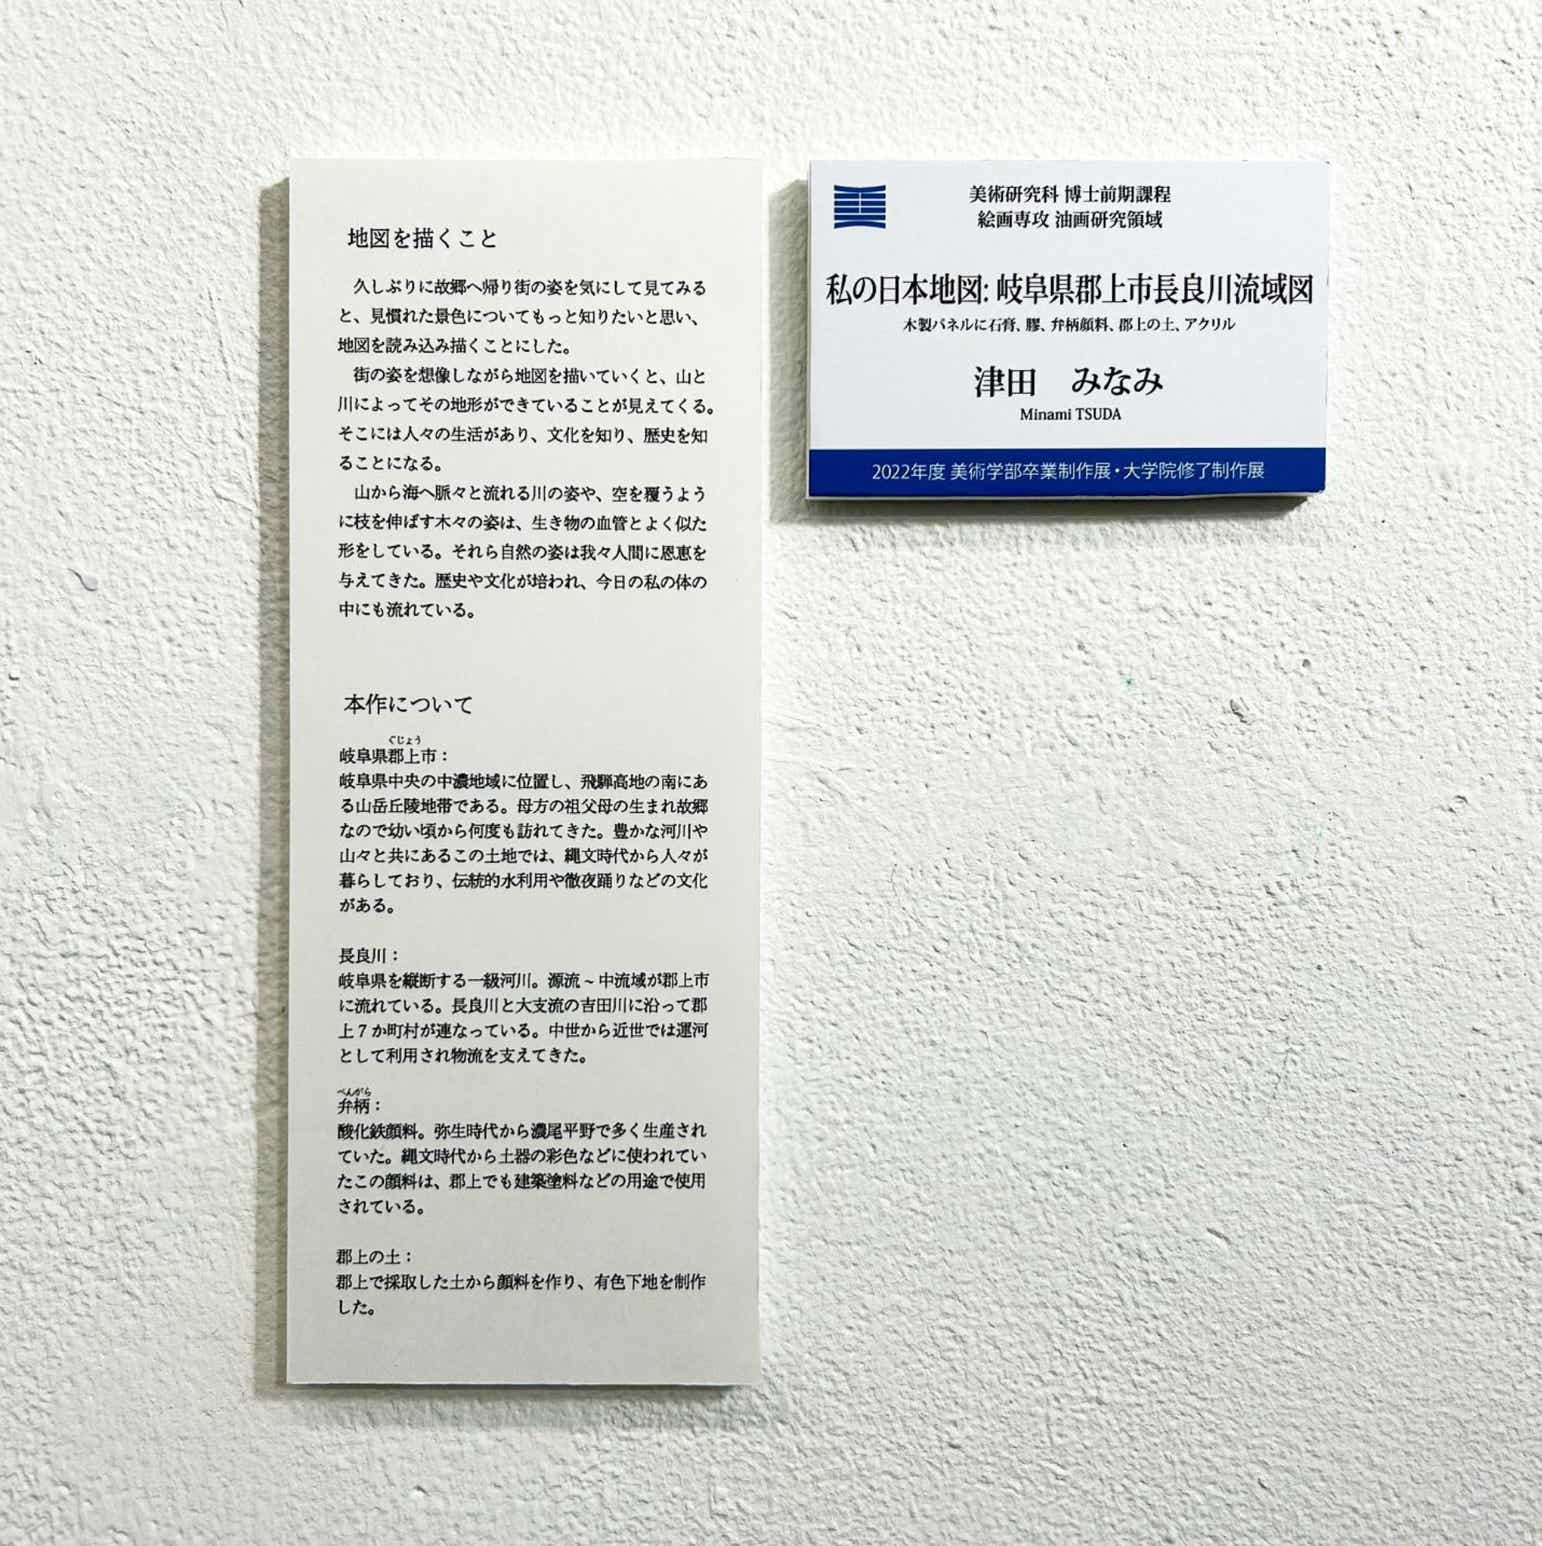 地図を描くこと
久しぶりに故郷へ帰り街の姿を気にして見てみる
と、見慣れた景色についてもっと知りたいと思い、
地図を読み込み描くことにした。
街の姿を想像しながら地図を描いていくと、山と
川によってその地形ができていることが見えてくる。
そこには人々の生活があり、文化を知り、歴史を知
ることになる。
山から海へ脈々と流れる川の姿や、空を覆うよう
に枝を伸ばす木々の姿は、生き物の血管とよく似た
形をしている。それら自然の姿は我々人間に恩恵を
与えてきた。歴史や文化が培われ、今日の私の体の
中にも流れている。
本作について
ぐじょう
岐阜県郡上市：
岐阜県中央の中濃地域に位置し、飛騨高地の南にあ
る山岳丘陵地帯である。母方の祖父母の生まれ故郷
なので幼い頃から何度も訪れてきた。豊かな河川や
山々と共にあるこの土地では、縄文時代から人々が
暮らしており、伝統的水利用や徹夜踊りなどの文化
がある。
長良川：
岐阜県を縦断する一級河川。源流～中流域が郡上市
に流れている。長良川と大支流の吉田川に沿って郡
上７か町村が連なっている。中世から近世では運河
として利用され物流を支えてきた。
べんがら
弁柄：
酸化鉄顔料。弥生時代から濃尾平野で多く生産され
ていた。縄文時代から土器の彩色などに使われてい
たこの顔料は、郡上でも建築塗料などの用途で使用
されている。
郡上の土：
郡上で採取した土から顔料を作り、有色下地を制作
した。
美術研究科 博士前期課程
絵画専攻 油画研究領域
私の日本地図: 岐阜県郡上市長良川流域図
木製パネルに石膏、膠、弁柄顔料、郡上の土、アクリル
津田　みなみ
Minami TSUDA
2022年度 美術学部卒業制作展・大学院修了制作展